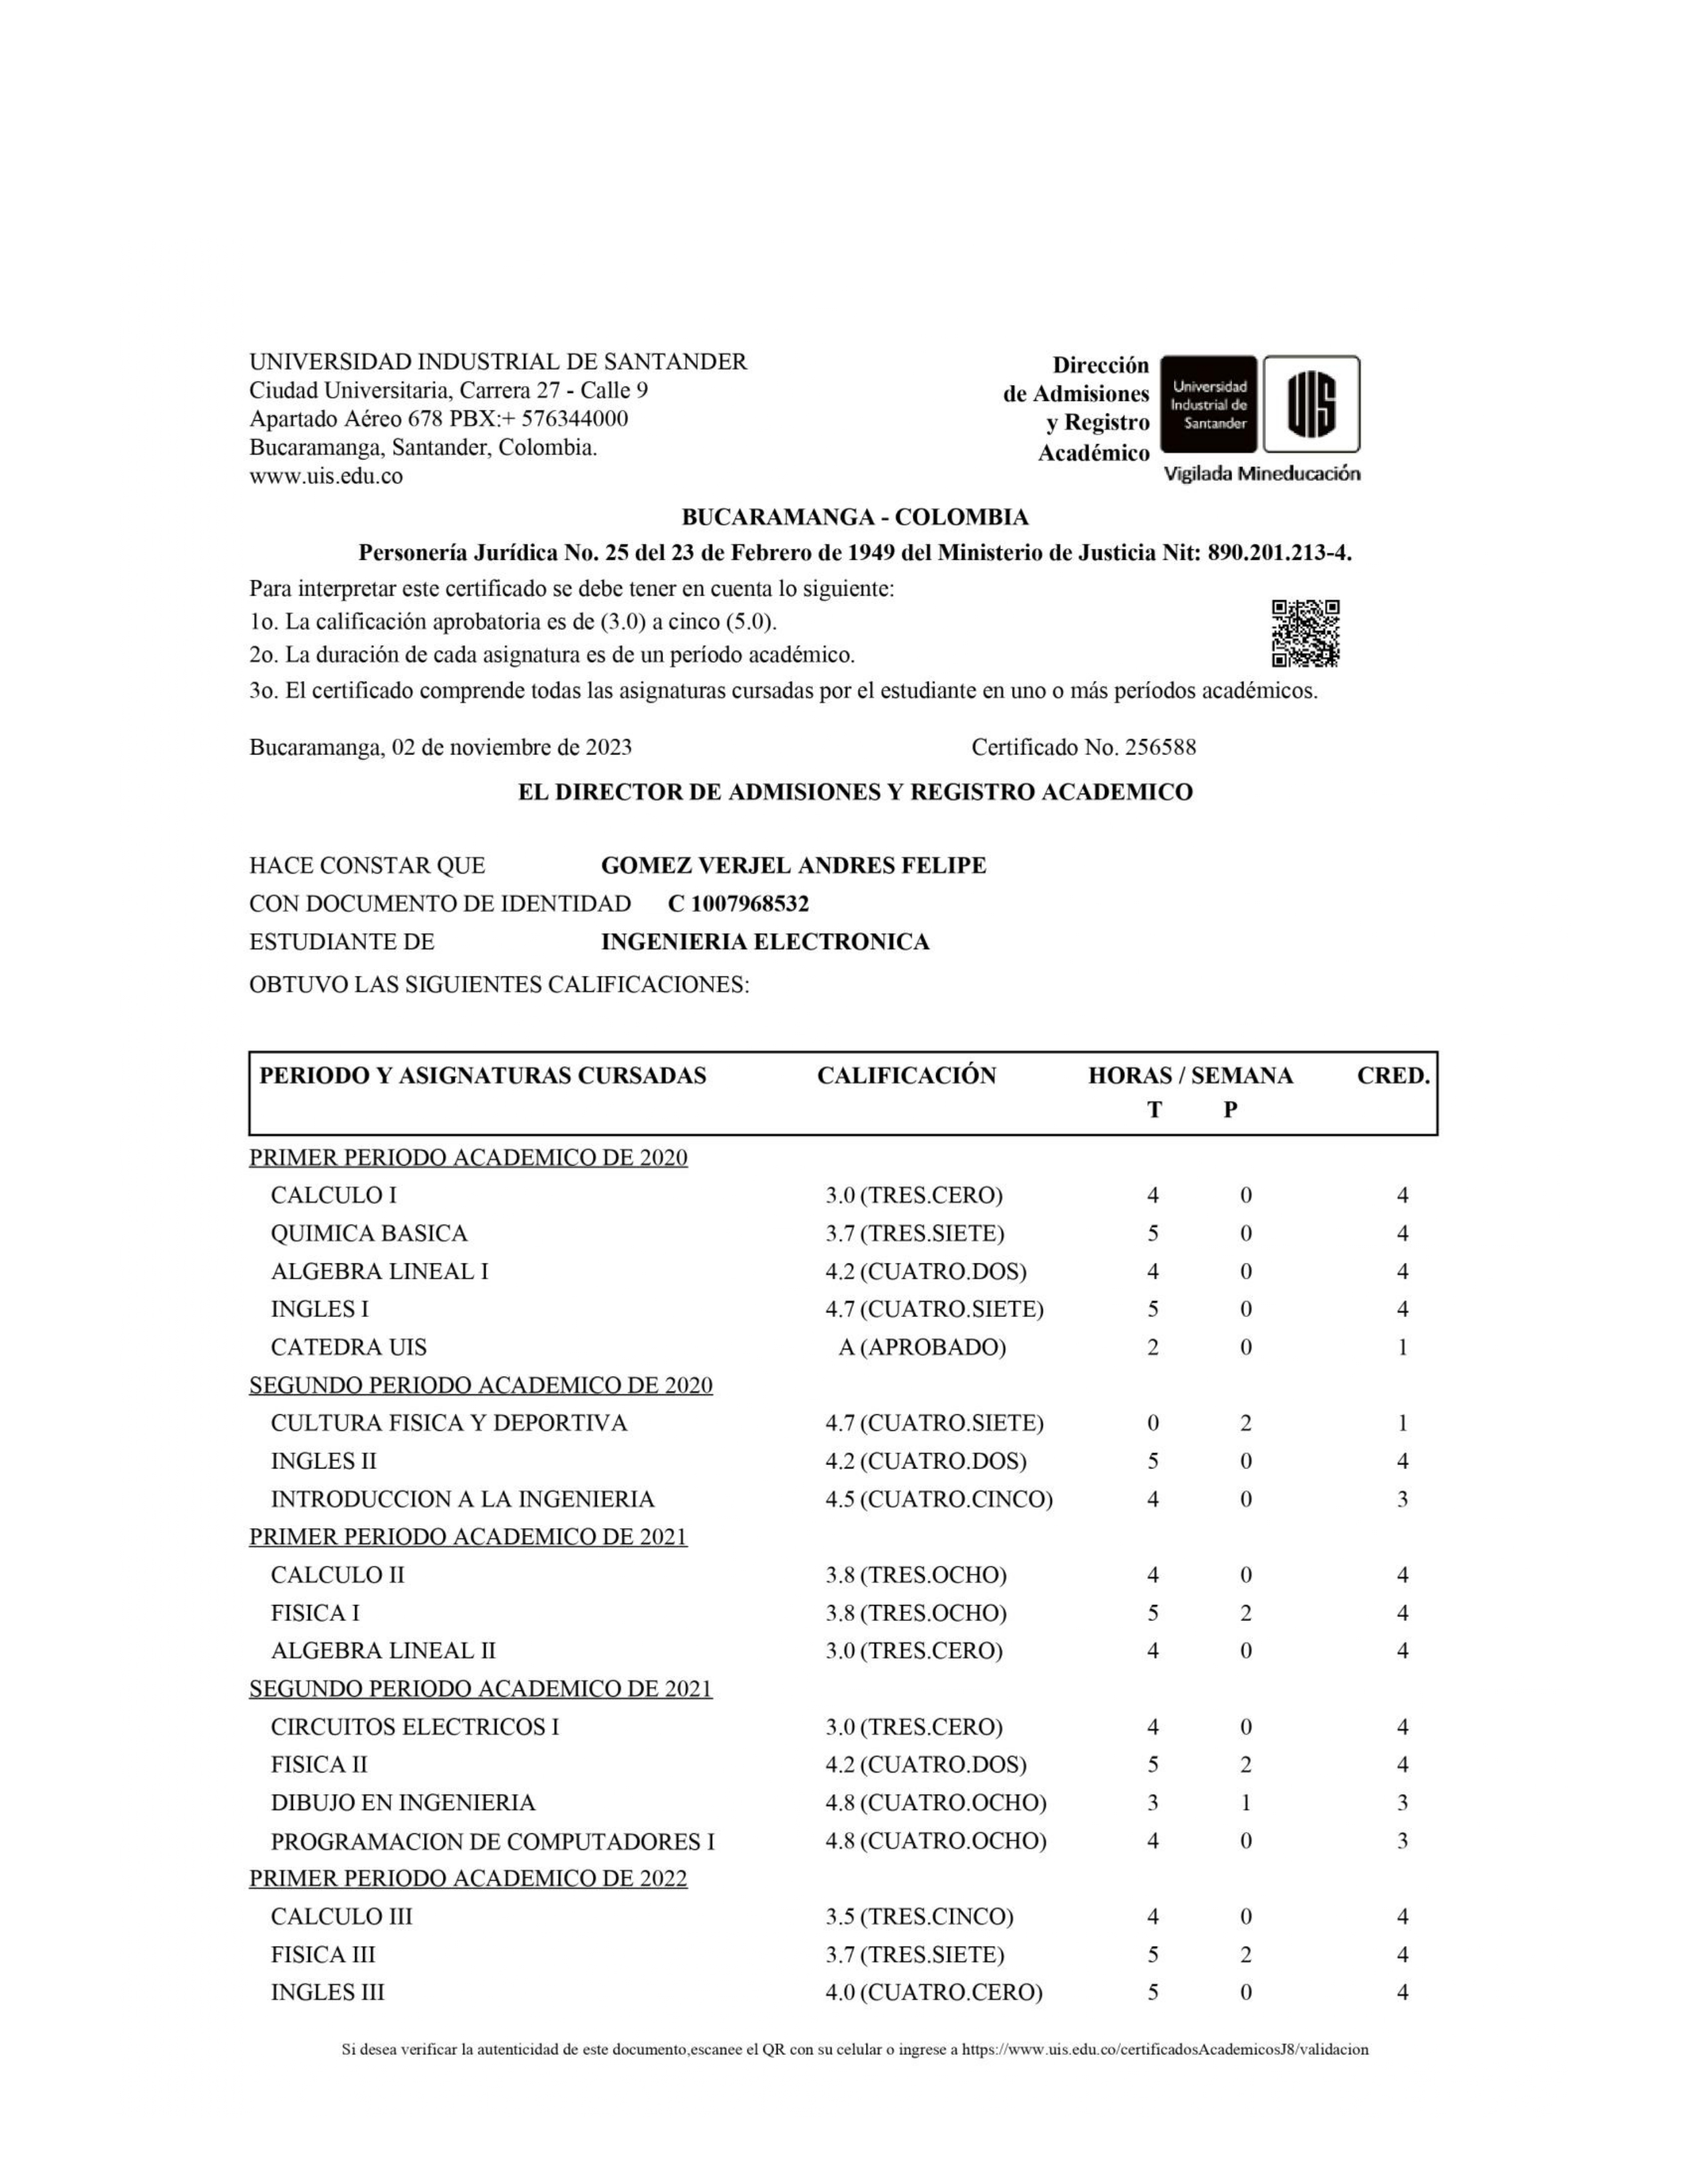 UNIVERSIDAD INDUSTRIAL DE SANTANDER
Ciudad Universitaria, Carrera 27 - Calle 9
Apartado Aéreo 678 PBX:+ 576344000
Bucaramanga, Santander, Colombia.
www.uis.edu.co
Dirección
de Admisiones
y Registro
Académico
Universidad
Industrial de
Santander
UIS
Vigilada Mineducación
BUCARAMANGA - COLOMBIA
Personería Jurídica No. 25 del 23 de Febrero de 1949 del Ministerio de Justicia Nit: 890.201.213-4.
Para interpretar este certificado se debe tener en cuenta lo siguiente:
1o. La calificación aprobatoria es de (3.0) a cinco (5.0).
2o. La duración de cada asignatura es de un período académico.
3o. El certificado comprende todas las asignaturas cursadas por el estudiante en uno o más períodos académicos.
Bucaramanga, 02 de noviembre de 2023 Certificado No. 256588
EL DIRECTOR DE ADMISIONES Y REGISTRO ACADEMICO
HACE CONSTAR QUE GOMEZ VERJEL ANDRES FELIPE
CON DOCUMENTO DE IDENTIDAD C 1007968532
ESTUDIANTE DE INGENIERIA ELECTRONICA
OBTUVO LAS SIGUIENTES CALIFICACIONES:
PERIODO Y ASIGNATURAS CURSADAS CALIFICACIÓN HORAS / SEMANA CRED.
T P
PRIMER PERIODO ACADEMICO DE 2020
CALCULO I 3.0 (TRES.CERO) 4 0 4
QUIMICA BASICA 3.7 (TRES.SIETE) 5 0 4
ALGEBRA LINEAL I 4.2 (CUATRO.DOS) 4 0 4
INGLES I 4.7 (CUATRO.SIETE) 5 0 4
CATEDRA UIS A (APROBADO) 2 0 1
SEGUNDO PERIODO ACADEMICO DE 2020
CULTURA FISICA Y DEPORTIVA 4.7 (CUATRO.SIETE) 0 2 1
INGLES II 4.2 (CUATRO.DOS) 5 0 4
INTRODUCCION A LA INGENIERIA 4.5 (CUATRO.CINCO) 4 0 3
PRIMER PERIODO ACADEMICO DE 2021
CALCULO II 3.8 (TRES.OCHO) 4 0 4
FISICA I 3.8 (TRES.OCHO) 5 2 4
ALGEBRA LINEAL II 3.0 (TRES.CERO) 4 0 4
SEGUNDO PERIODO ACADEMICO DE 2021
CIRCUITOS ELECTRICOS I 3.0 (TRES.CERO) 4 0 4
FISICA II 4.2 (CUATRO.DOS) 5 2 4
DIBUJO EN INGENIERIA 4.8 (CUATRO.OCHO) 3 1 3
PROGRAMACION DE COMPUTADORES I 4.8 (CUATRO.OCHO) 4 0 3
PRIMER PERIODO ACADEMICO DE 2022
CALCULO III 3.5 (TRES.CINCO) 4 0 4
FISICA III 3.7 (TRES.SIETE) 5 2 4
INGLES III 4.0 (CUATRO.CERO) 5 0 4
Si desea verificar la autenticidad de este documento,escanee el QR con su celular o ingrese a https://www.uis.edu.co/certificadosAcademicosJ8/validacion